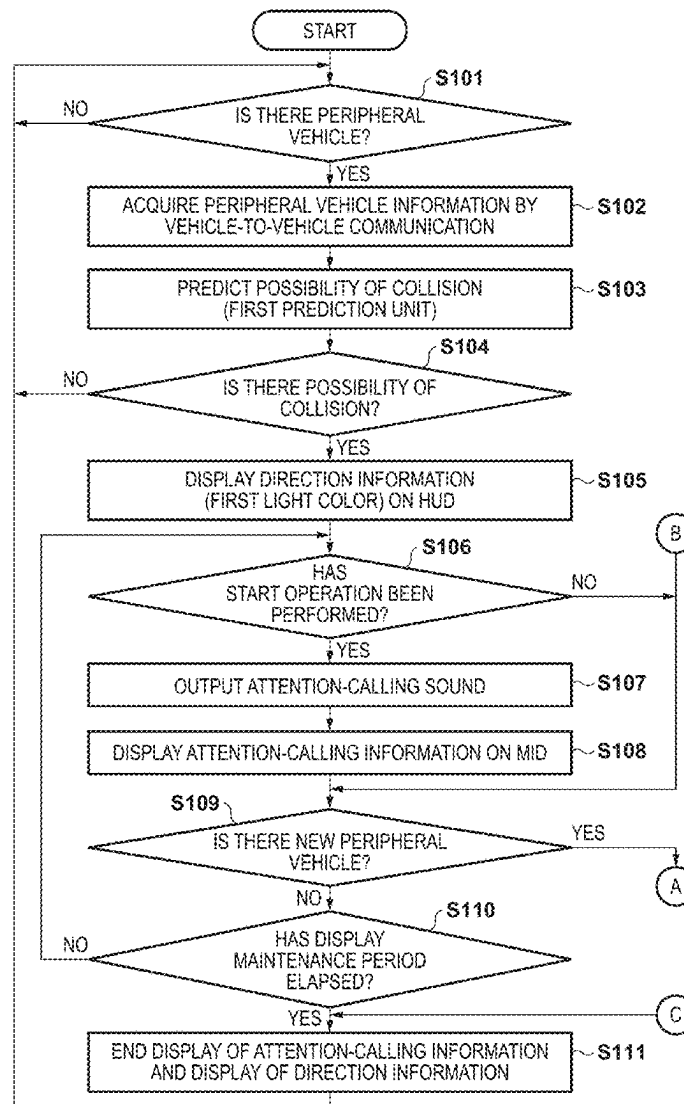 START
S101
NO
IS THERE PERIPHERAL
VEHICLE?
YES
ACQUIRE PERIPHERAL VEHICLE INFORMATION BY
VEHICLE-TO-VEHICLE COMMUNICATION
S102
PREDICT POSSIBILITY OF COLLISION
(FIRST PREDICTION UNIT)
S103
S104
NO
IS THERE POSSIBILITY OF
COLLISION?
YES
DISPLAY DIRECTION INFORMATION
(FIRST LIGHT COLOR) ON HUD
S105
B
S106
HAS
START OPERATION BEEN
PERFORMED?
NO
YES
OUTPUT ATTENTION-CALLING SOUND
S107
DISPLAY ATTENTION-CALLING INFORMATION ON MID
S108
S109
IS THERE NEW PERIPHERAL
VEHICLE?
YES
A
NO
S110
NO
HAS DISPLAY
MAINTENANCE PERIOD
ELAPSED?
YES
C
END DISPLAY OF ATTENTION-CALLING INFORMATION
AND DISPLAY OF DIRECTION INFORMATION
S111